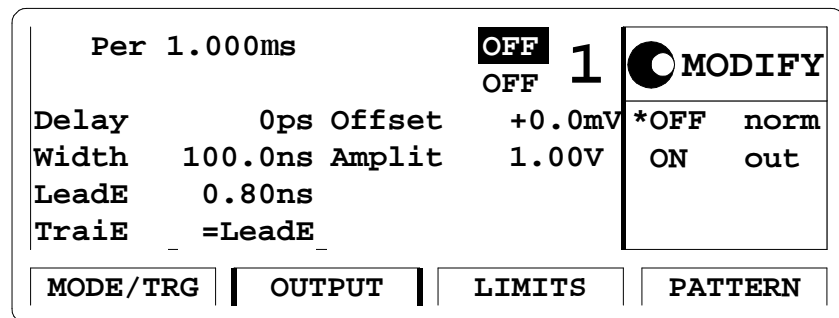 Per 1.000ms OFF 1 MODIFY
OFF
Delay 0ps Offset +0.0mV *OFF norm
Width 100.0ns Amplit 1.00V ON out
LeadE 0.80ns
TraiE =LeadE
MODE/TRG OUTPUT LIMITS PATTERN